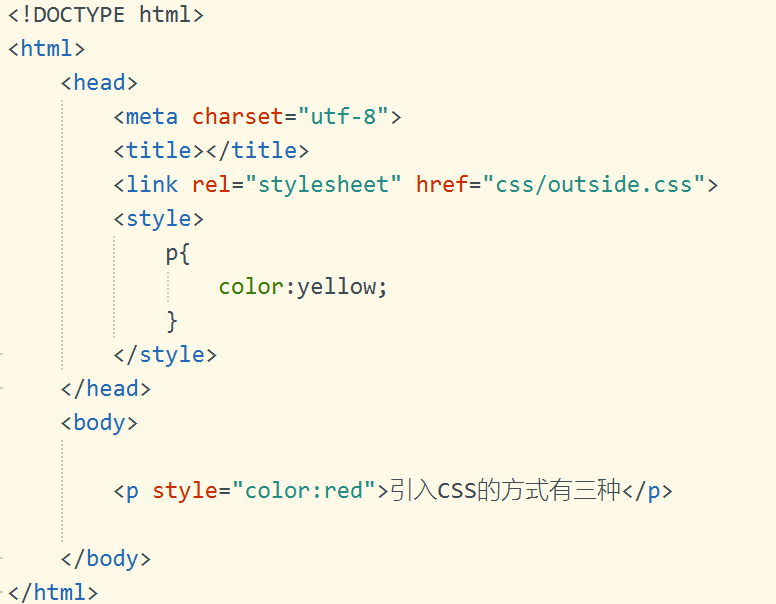 <!DOCTYPE html>
<html>
<head>
<meta charset="utf-8">
<title></title>
<link rel="stylesheet" href="css/outside.css">
<style>
p{
color:yellow;
}
</style>
</head>
<body>
<p style="color:red">引入CSS的方式有三种</p>
</body>
</html>